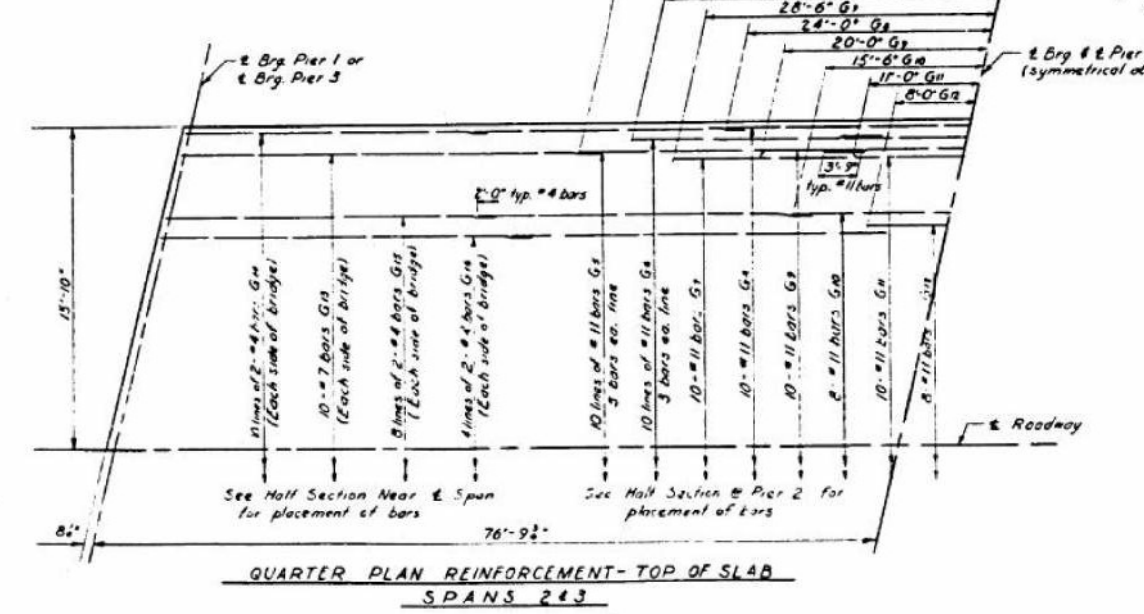 28'-6" G7
24'-0" G8
20'-0" G9
15'-6" G10
11'-0" G11
8'-0" G12
℄ Brg. Pier 1 or
℄ Brg. Pier 3
℄ Brg & ℄ Pier
(symmetrical
15'-10"
2'-0" typ. #4 bars
3'-9"
typ. #11 bars
lines of 2-#4 bars G14
(Each side of bridge)
10-#7 bars G13
(Each side of bridge)
8 lines of 2-#4 bars G15
(Each side of bridge)
4 lines of 2-#4 bars
(Each side of bridge)
10 lines of #11 bars G5
3 bars ea. line
10 lines of #11 bars G6
3 bars ea. line
10-#11 bars G7
10-#11 bars G8
10-#11 bars G9
8-#11 bars G10
10-#11 bars G11
8-#11 bars G12
℄ Roadway
See Half Section Near ℄ Span
for placement of bars
See Half Section @ Pier 2 for
placement of bars
76'-9¾"
QUARTER PLAN REINFORCEMENT-TOP OF SLAB
SPANS 2&3